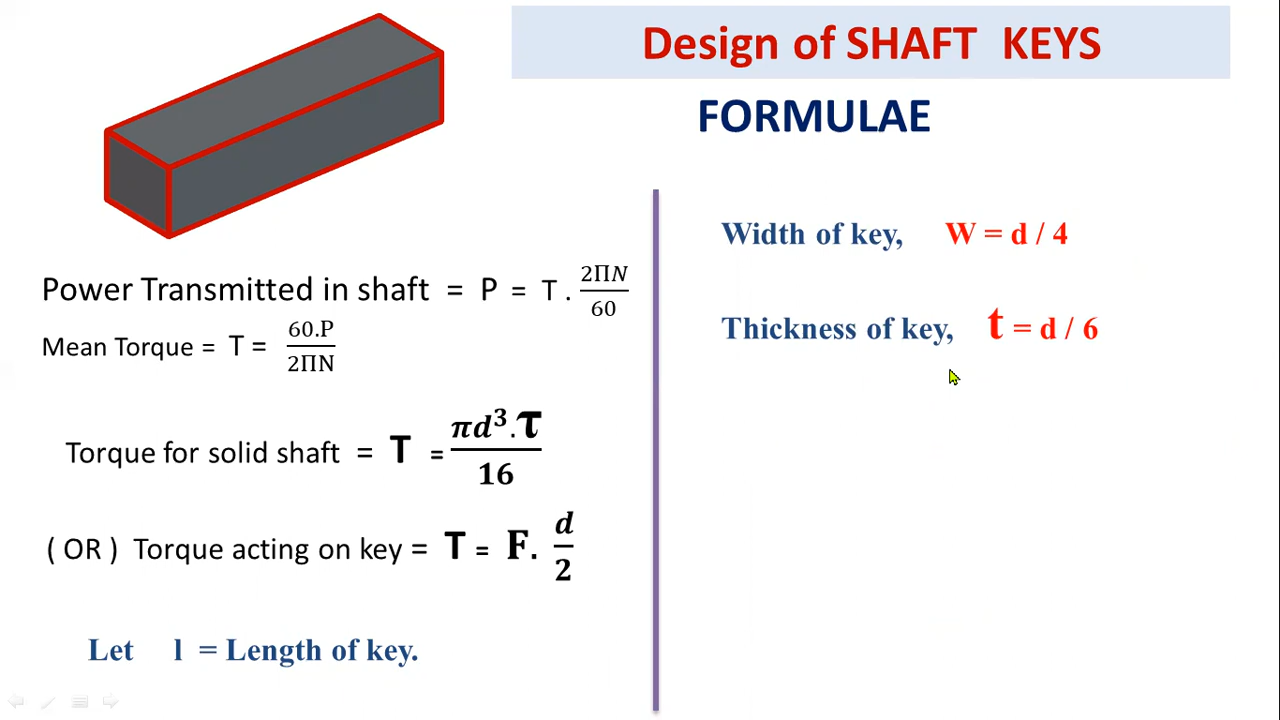 Design of SHAFT KEYS
FORMULAE
Power Transmitted in shaft = P = T . 2ΠN/60
Mean Torque = T = 60.P/2ΠN
Torque for solid shaft = T = πd³.τ/16
( OR ) Torque acting on key = T = F. d/2
Let l = Length of key.
Width of key, W = d / 4
Thickness of key, t = d / 6